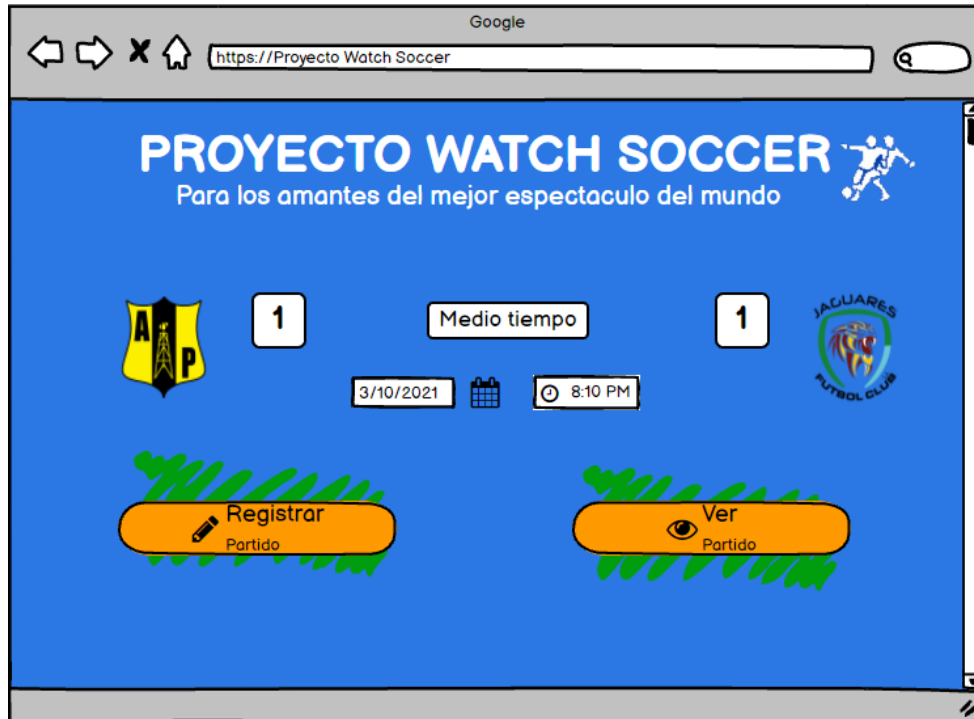 Google
https://Proyecto Watch Soccer
PROYECTO WATCH SOCCER
Para los amantes del mejor espectaculo del mundo
A P
1
Medio tiempo
1
JAGUARES
FUTBOL CLUB
3/10/2021
8:10 PM
Registrar
Partido
Ver
Partido